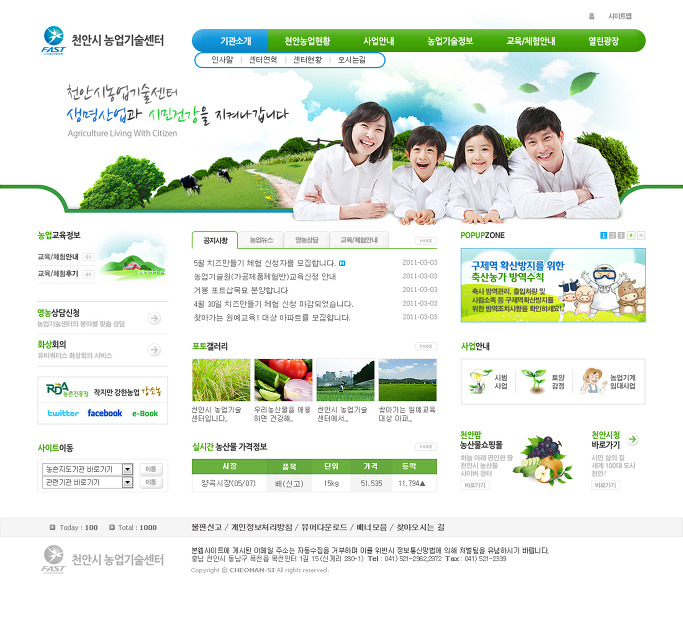 홈 사이트맵
FAST
CHEONAN
천안시 농업기술센터
기관소개 천안농업현황 사업안내 농업기술정보 교육/체험안내 열린광장
인사말 센터연혁 센터현황 오시는길
천안시농업기술센터
생명산업과 시민건강을 지켜나갑니다
Agriculture Living With Citizen
농업교육정보
교육/체험안내
교육/체험후기
영농상담신청
농업기술센터의 분야별 맞춤 상담
화상회의
유비쿼터스 화상회의 서비스
RDA 농촌진흥청 작지만 강한농업 강소농
twitter facebook e-Book
사이트이동
농촌지도기관 바로가기 이동
관련기관 바로가기 이동
공지사항 농업뉴스 영농상담 교육/체험안내 MORE
5월 치즈만들기 체험 신청자를 모집합니다. 2011-03-03
농업기술원(가공제품체험반)교육신청 안내 2011-03-03
거봉 포트삽목묘 분양합니다 2011-03-03
4월 30일 치즈만들기 체험 신청 마감되었습니다. 2011-03-03
찾아가는 원예교육1 대상 아파트를 모집합니다. 2011-03-03
포토갤러리 MORE
천안시 농업기술
센터입니다..
우리농산물을 애용
하면 건강해..
천안시 농업기술
센터에서..
찾아가는 원예교육
대상 아파..
실시간 농산물 가격정보 MORE
시장 품목 단위 가격 등락
양곡시장(05/07) 배(신고) 15kg 51.535 11.794▲
POPUPZONE
1 2 3
구제역 확산방지를 위한
축산농가 방역수칙
축사 방역관리, 출입차량 및
사람소독 등 구제역확산방지를
위한 방역조치사항을 확인하세요!
사업안내
시범
사업
토양
검정
농업기계
임대사업
천안팜
농산물쇼핑몰
하늘 아래 편안한 땅
천안시 농산물
사이버 장터
바로가기
천안시청
바로가기
시민 삶의 질
세계 100대 도시
천안!
바로가기
Today : 100 Total : 1000
불편신고 / 개인정보처리방침 / 뷰어다운로드 / 배너모음 / 찾아오시는 길
FAST
CHEONAN
천안시 농업기술센터
본웹사이트에 게시된 이메일 주소는 자동수집을 거부하며 이를 위반시 정보통신망법에 의해 처벌됨을 유념하시기 바랍니다.
충남 천안시 동남구 목천읍 목천안터 1길 15 (신계리 280-1) Tel : 041) 521-2962,2972 Fax : 041) 521-2939
Copyright ⓒ CHEONAN-SI All rights reserved.